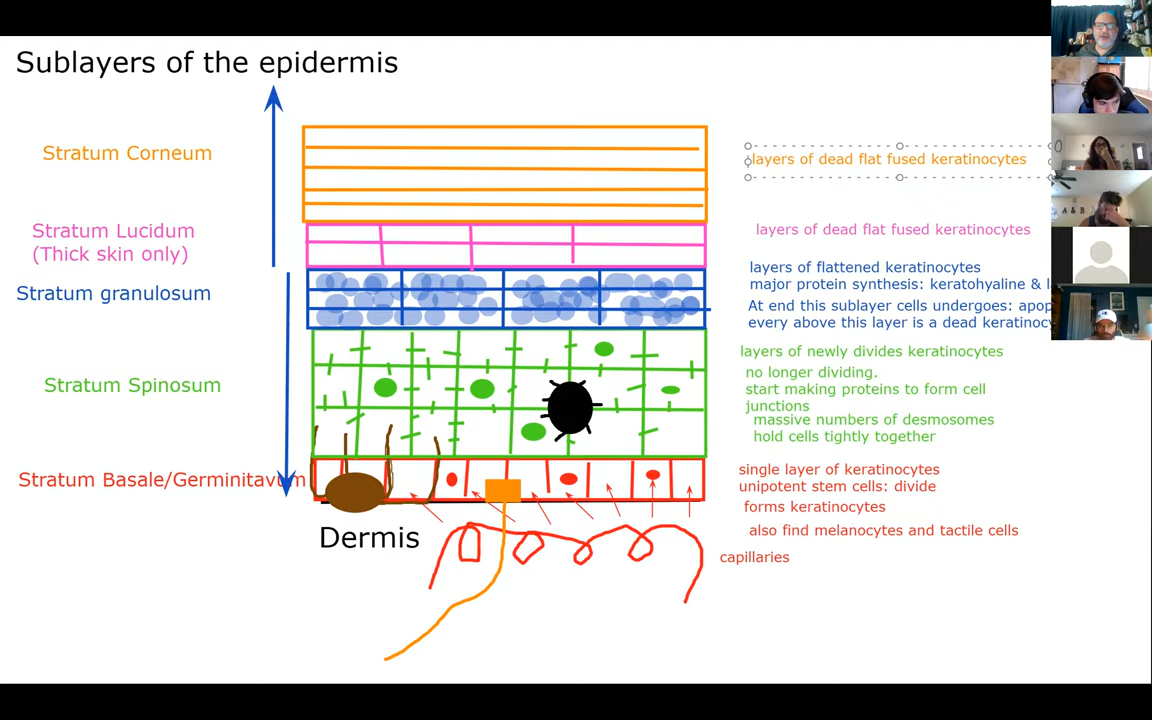 Sublayers of the epidermis
Stratum Corneum
layers of dead flat fused keratinocytes
Stratum Lucidum
(Thick skin only)
layers of dead flat fused keratinocytes
Stratum granulosum
layers of flattened keratinocytes
major protein synthesis: keratohyaline &
At end this sublayer cells undergoes: apop
every above this layer is a dead keratinocy
Stratum Spinosum
layers of newly divides keratinocytes
no longer dividing.
start making proteins to form cell
junctions
massive numbers of desmosomes
hold cells tightly together
Stratum Basale/Germinitavum
single layer of keratinocytes
unipotent stem cells: divide
forms keratinocytes
also find melanocytes and tactile cells
Dermis
capillaries